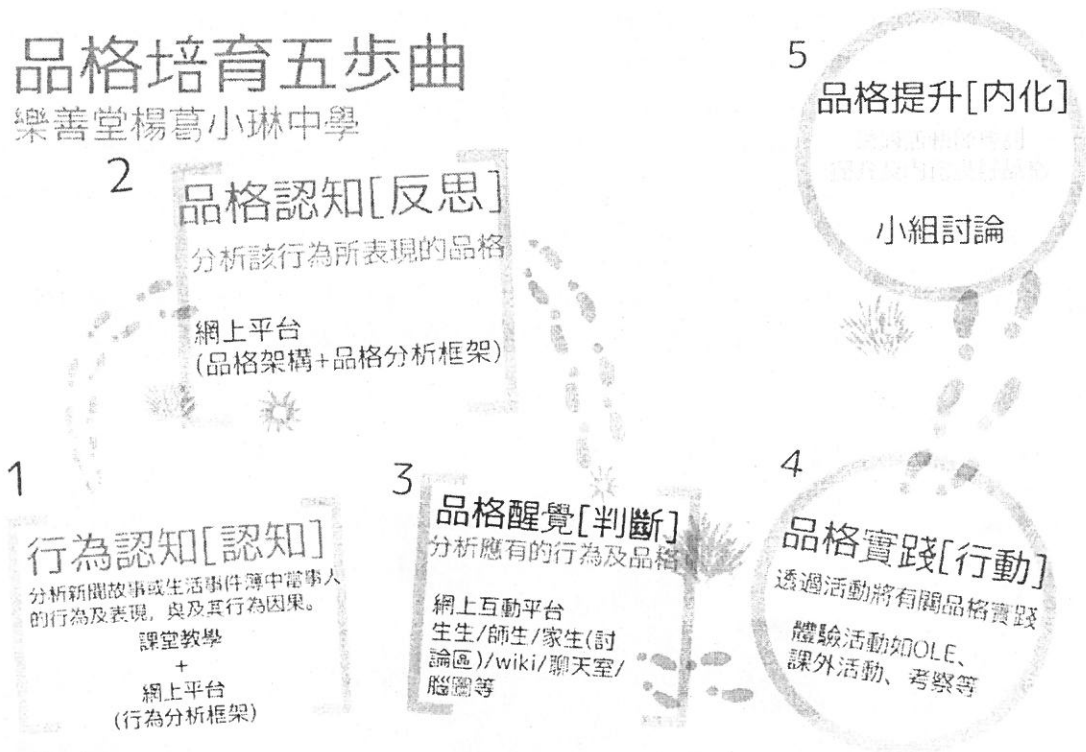 品格培育五步曲
樂善堂楊葛小琳中學
1
行為認知[認知]
分析新聞故事或生活事件簿中當事人
的行為及表現，與及其行為因果。
課堂教學
+
網上平台
(行為分析框架)
2
品格認知[反思]
分析該行為所表現的品格
網上平台
(品格架構+品格分析框架)
3
品格醒覺[判斷]
分析應有的行為及品格
網上互動平台
生生/師生/家生(討
論區)/wiki/聊天室/
腦圖等
4
品格實踐[行動]
透過活動將有關品格實踐
體驗活動如OLE、
課外活動、考察等
5
品格提升[內化]
小組討論